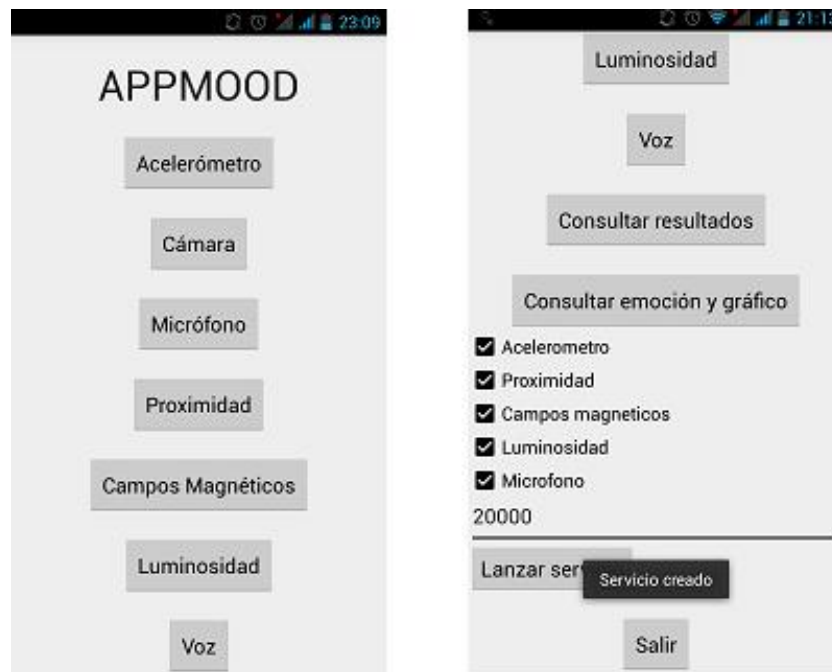 23:09
APPMOOD
Acelerómetro
Cámara
Micrófono
Proximidad
Campos Magnéticos
Luminosidad
Voz
21:13
Luminosidad
Voz
Consultar resultados
Consultar emoción y gráfico
Acelerometro
Proximidad
Campos magneticos
Luminosidad
Microfono
20000
Lanzar ser
Servicio creado
Salir